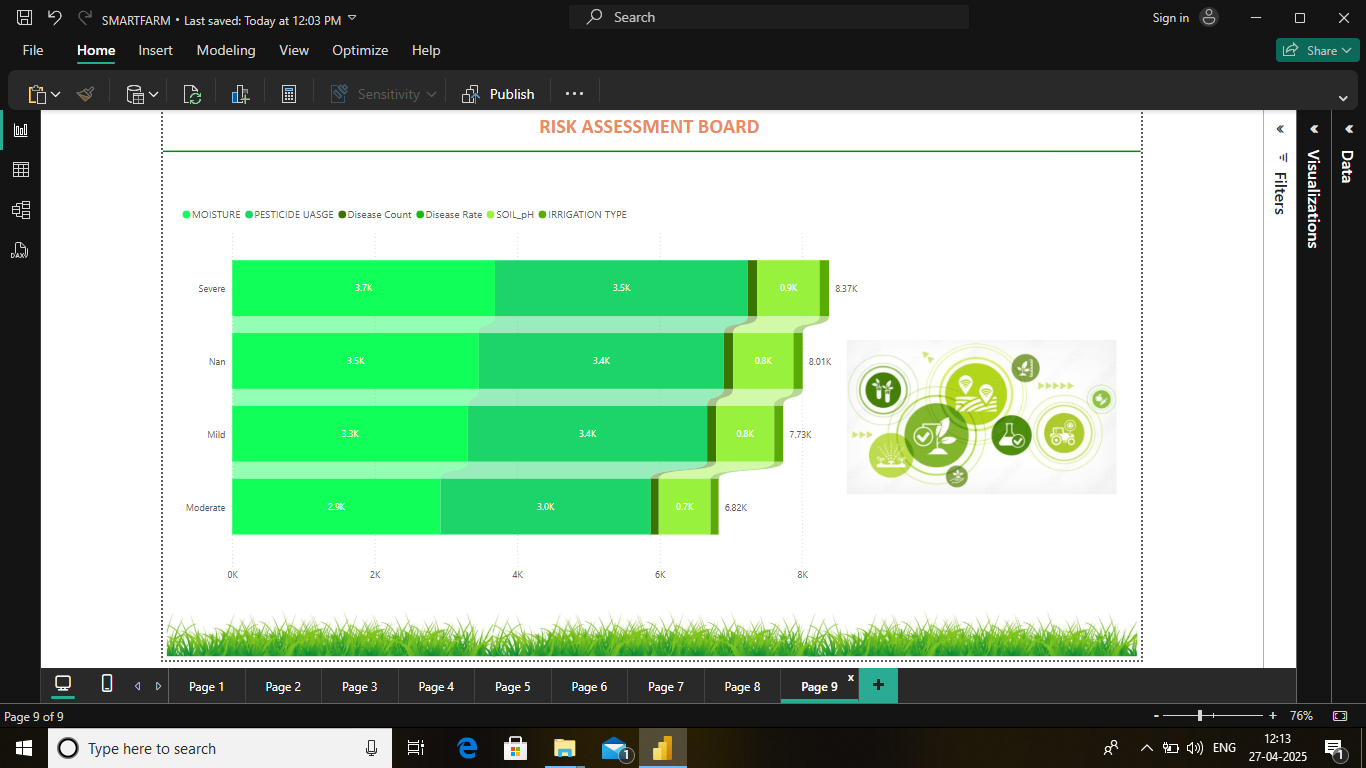 SMARTFARM • Last saved: Today at 12:03 PM
Search
Sign in
File Home Insert Modeling View Optimize Help
Share
Sensitivity
Publish
RISK ASSESSMENT BOARD
MOISTURE PESTICIDE UASGE Disease Count Disease Rate SOIL_pH IRRIGATION TYPE
Severe 3.7K 3.5K 0.9K 8.37K
Nan 3.5K 3.4K 0.8K 8.01K
Mild 3.3K 3.4K 0.8K 7.73K
Moderate 2.9K 3.0K 0.7K 6.82K
0K 2K 4K 6K 8K
Filters
Visualizations
Data
DAX
Page 1 Page 2 Page 3 Page 4 Page 5 Page 6 Page 7 Page 8 Page 9 x +
Page 9 of 9
- + 76%
Type here to search
1
ENG
12:13
27-04-2025
1